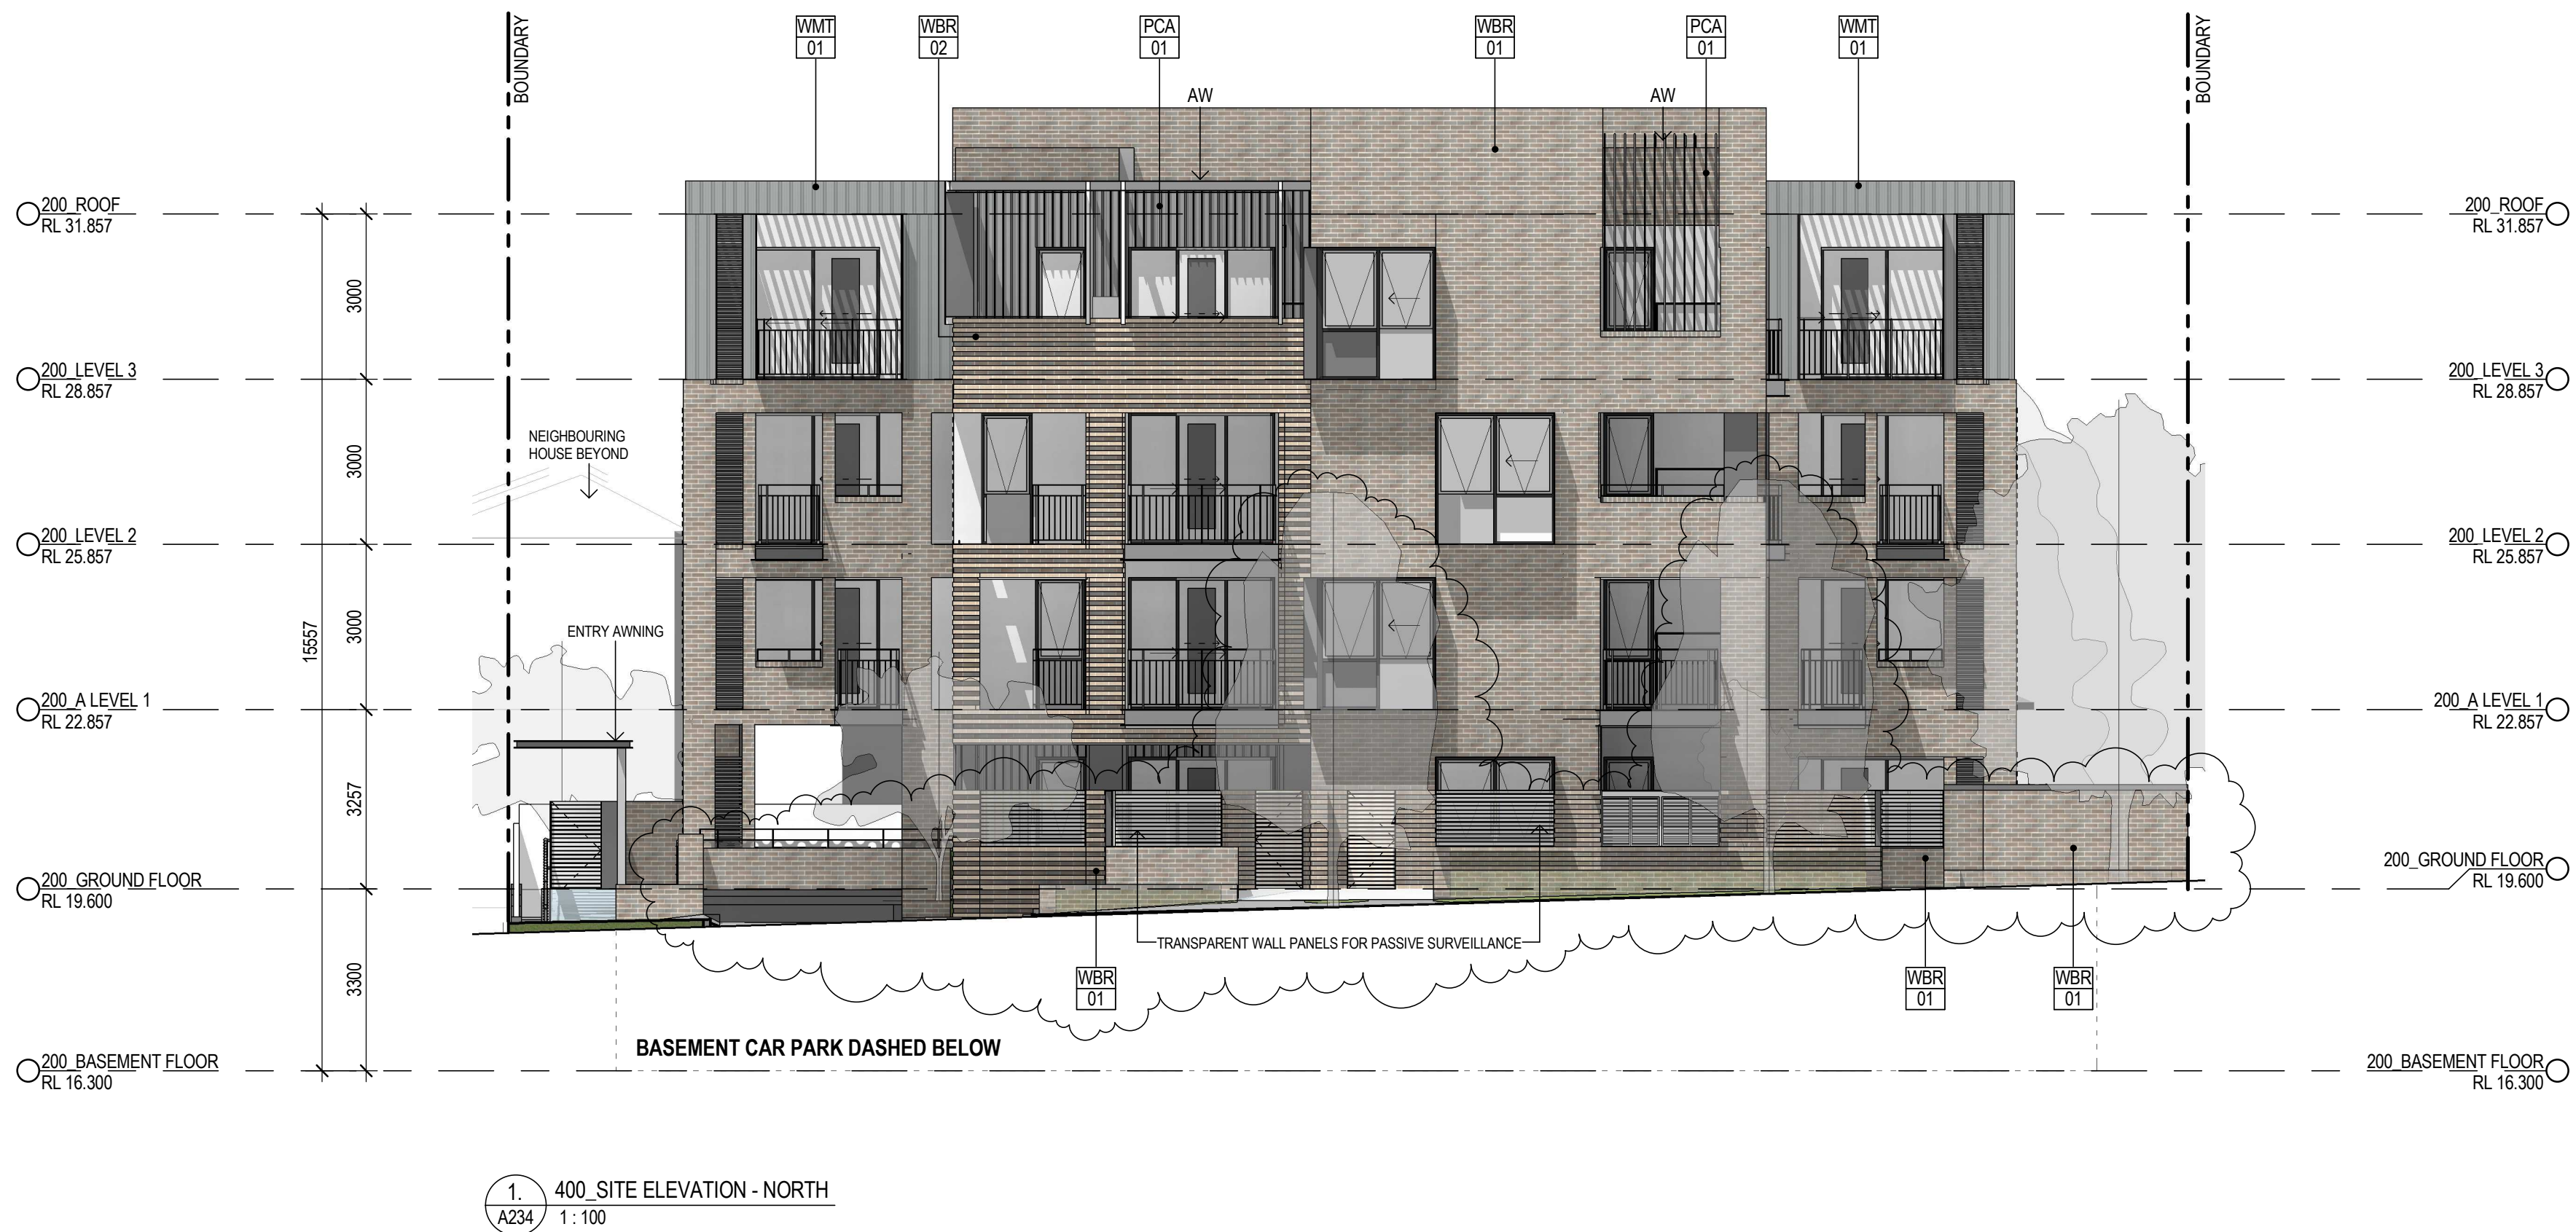 BOUNDARY
WMT
01
WBR
02
PCA
01
WBR
01
PCA
01
WMT
01
BOUNDARY
AW
AW
200_ROOF
RL 31.857
200_ROOF
RL 31.857
3000
200_LEVEL 3
RL 28.857
200_LEVEL 3
RL 28.857
NEIGHBOURING
HOUSE BEYOND
3000
200_LEVEL 2
RL 25.857
200_LEVEL 2
RL 25.857
ENTRY AWNING
3000
15557
200_A LEVEL 1
RL 22.857
200_A LEVEL 1
RL 22.857
3257
200_GROUND FLOOR
RL 19.600
200_GROUND FLOOR
RL 19.600
TRANSPARENT WALL PANELS FOR PASSIVE SURVEILLANCE
3300
WBR
01
WBR
01
WBR
01
BASEMENT CAR PARK DASHED BELOW
200_BASEMENT FLOOR
RL 16.300
200_BASEMENT FLOOR
RL 16.300
1.
A234
400_SITE ELEVATION - NORTH
1 : 100